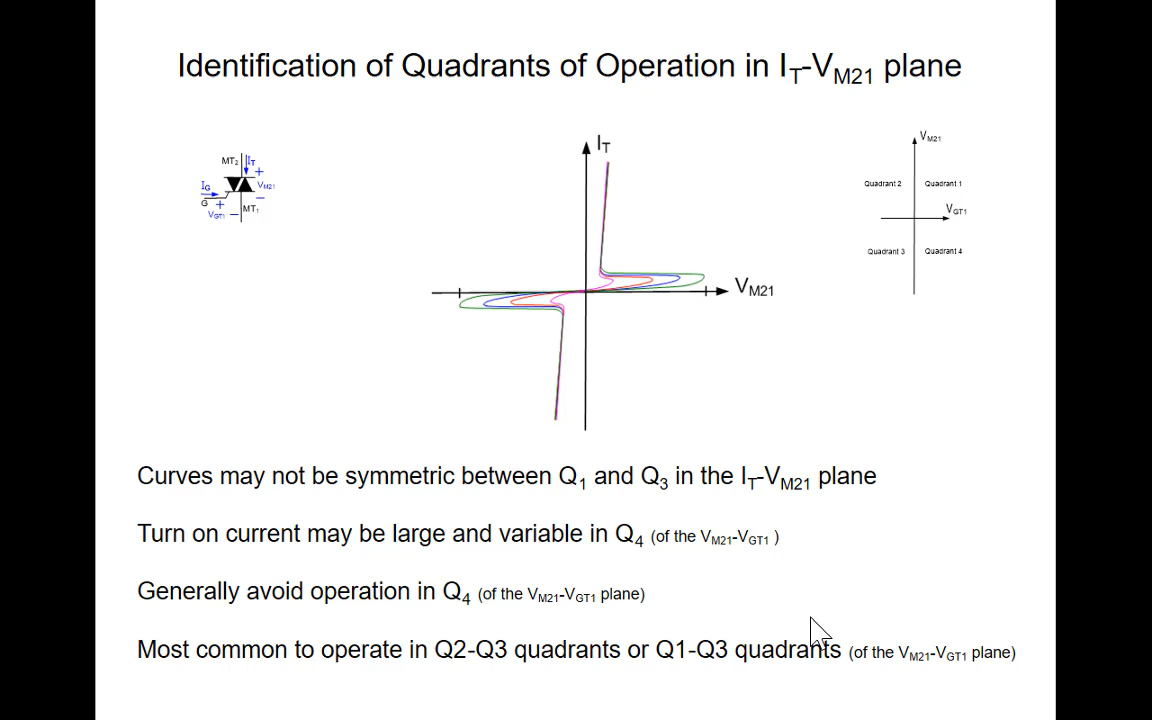 Identification of Quadrants of Operation in IT-VM21 plane
MT2
IT
+
IG
VM21
G
+
–
MT1
VGT1 –
IT
VM21
VM21
Quadrant 2
Quadrant 1
VGT1
Quadrant 3
Quadrant 4
Curves may not be symmetric between Q1 and Q3 in the IT-VM21 plane
Turn on current may be large and variable in Q4 (of the VM21-VGT1 )
Generally avoid operation in Q4 (of the VM21-VGT1 plane)
Most common to operate in Q2-Q3 quadrants or Q1-Q3 quadrants (of the VM21-VGT1 plane)